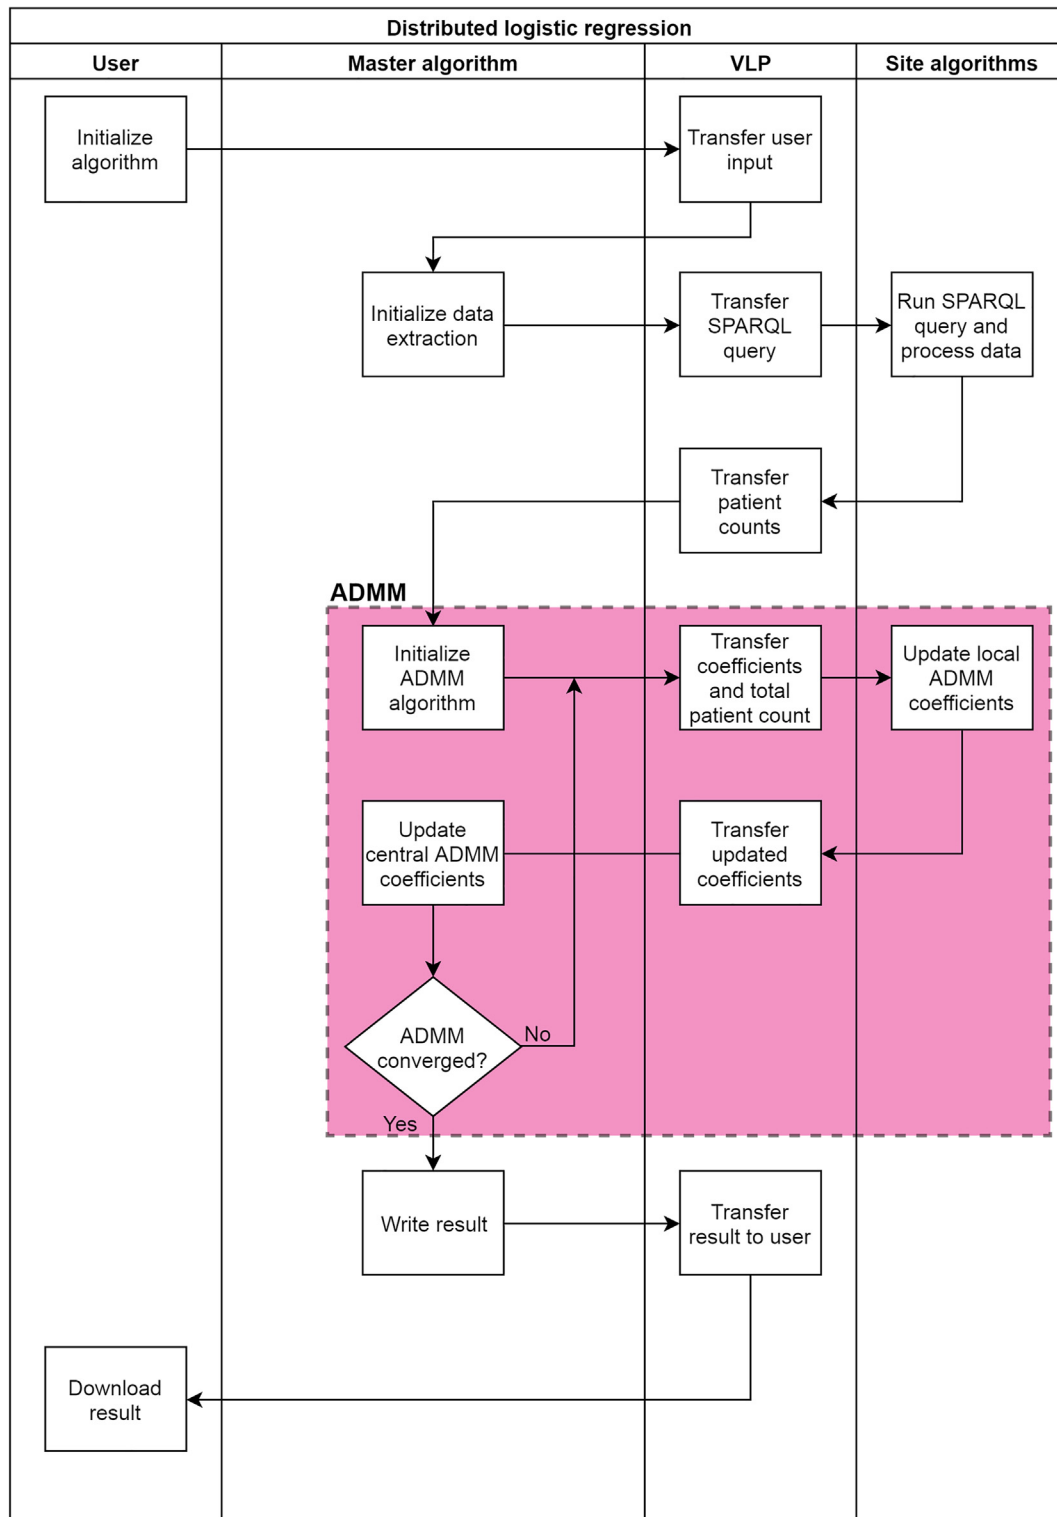 Distributed logistic regression
User
Master algorithm
VLP
Site algorithms
Initialize
algorithm
Transfer user
input
Initialize data
extraction
Transfer
SPARQL
query
Run SPARQL
query and
process data
Transfer
patient
counts
ADMM
Initialize
ADMM
algorithm
Transfer
coefficients
and total
patient count
Update local
ADMM
coefficients
Update
central ADMM
coefficients
Transfer
updated
coefficients
ADMM
converged?
No
Yes
Write result
Transfer
result to user
Download
result